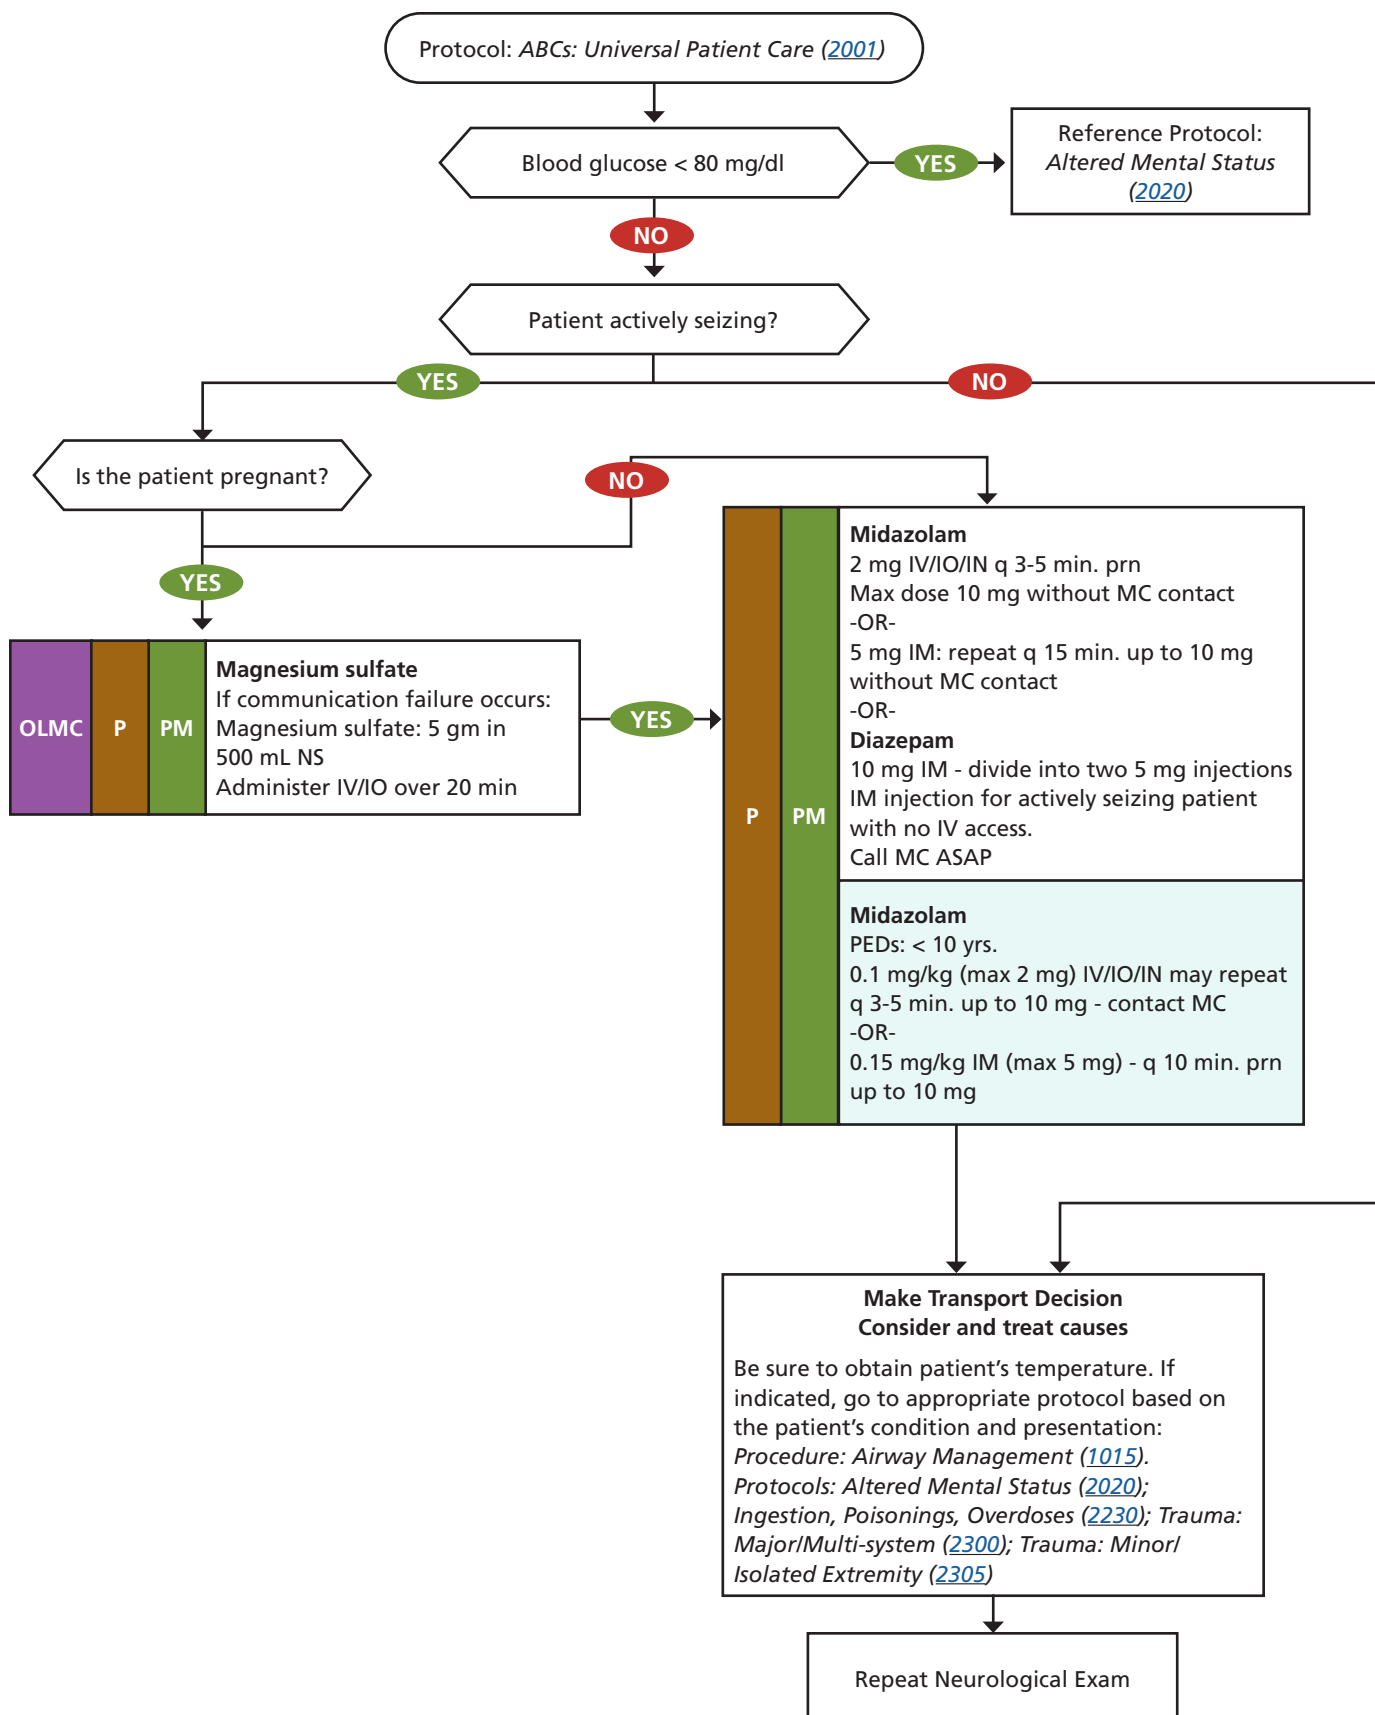 Protocol: ABCs: Universal Patient Care (2001)
Blood glucose < 80 mg/dl
YES
Reference Protocol:
Altered Mental Status
(2020)
NO
Patient actively seizing?
YES
NO
Is the patient pregnant?
NO
YES
OLMC
P
PM
Magnesium sulfate
If communication failure occurs:
Magnesium sulfate: 5 gm in
500 mL NS
Administer IV/IO over 20 min
YES
P
PM
Midazolam
2 mg IV/IO/IN q 3-5 min. prn
Max dose 10 mg without MC contact
-OR-
5 mg IM: repeat q 15 min. up to 10 mg
without MC contact
-OR-
Diazepam
10 mg IM - divide into two 5 mg injections
IM injection for actively seizing patient
with no IV access.
Call MC ASAP
Midazolam
PEDs: < 10 yrs.
0.1 mg/kg (max 2 mg) IV/IO/IN may repeat
q 3-5 min. up to 10 mg - contact MC
-OR-
0.15 mg/kg IM (max 5 mg) - q 10 min. prn
up to 10 mg
Make Transport Decision
Consider and treat causes
Be sure to obtain patient’s temperature. If
indicated, go to appropriate protocol based on
the patient’s condition and presentation:
Procedure: Airway Management (1015).
Protocols: Altered Mental Status (2020);
Ingestion, Poisonings, Overdoses (2230); Trauma:
Major/Multi-system (2300); Trauma: Minor/
Isolated Extremity (2305)
Repeat Neurological Exam